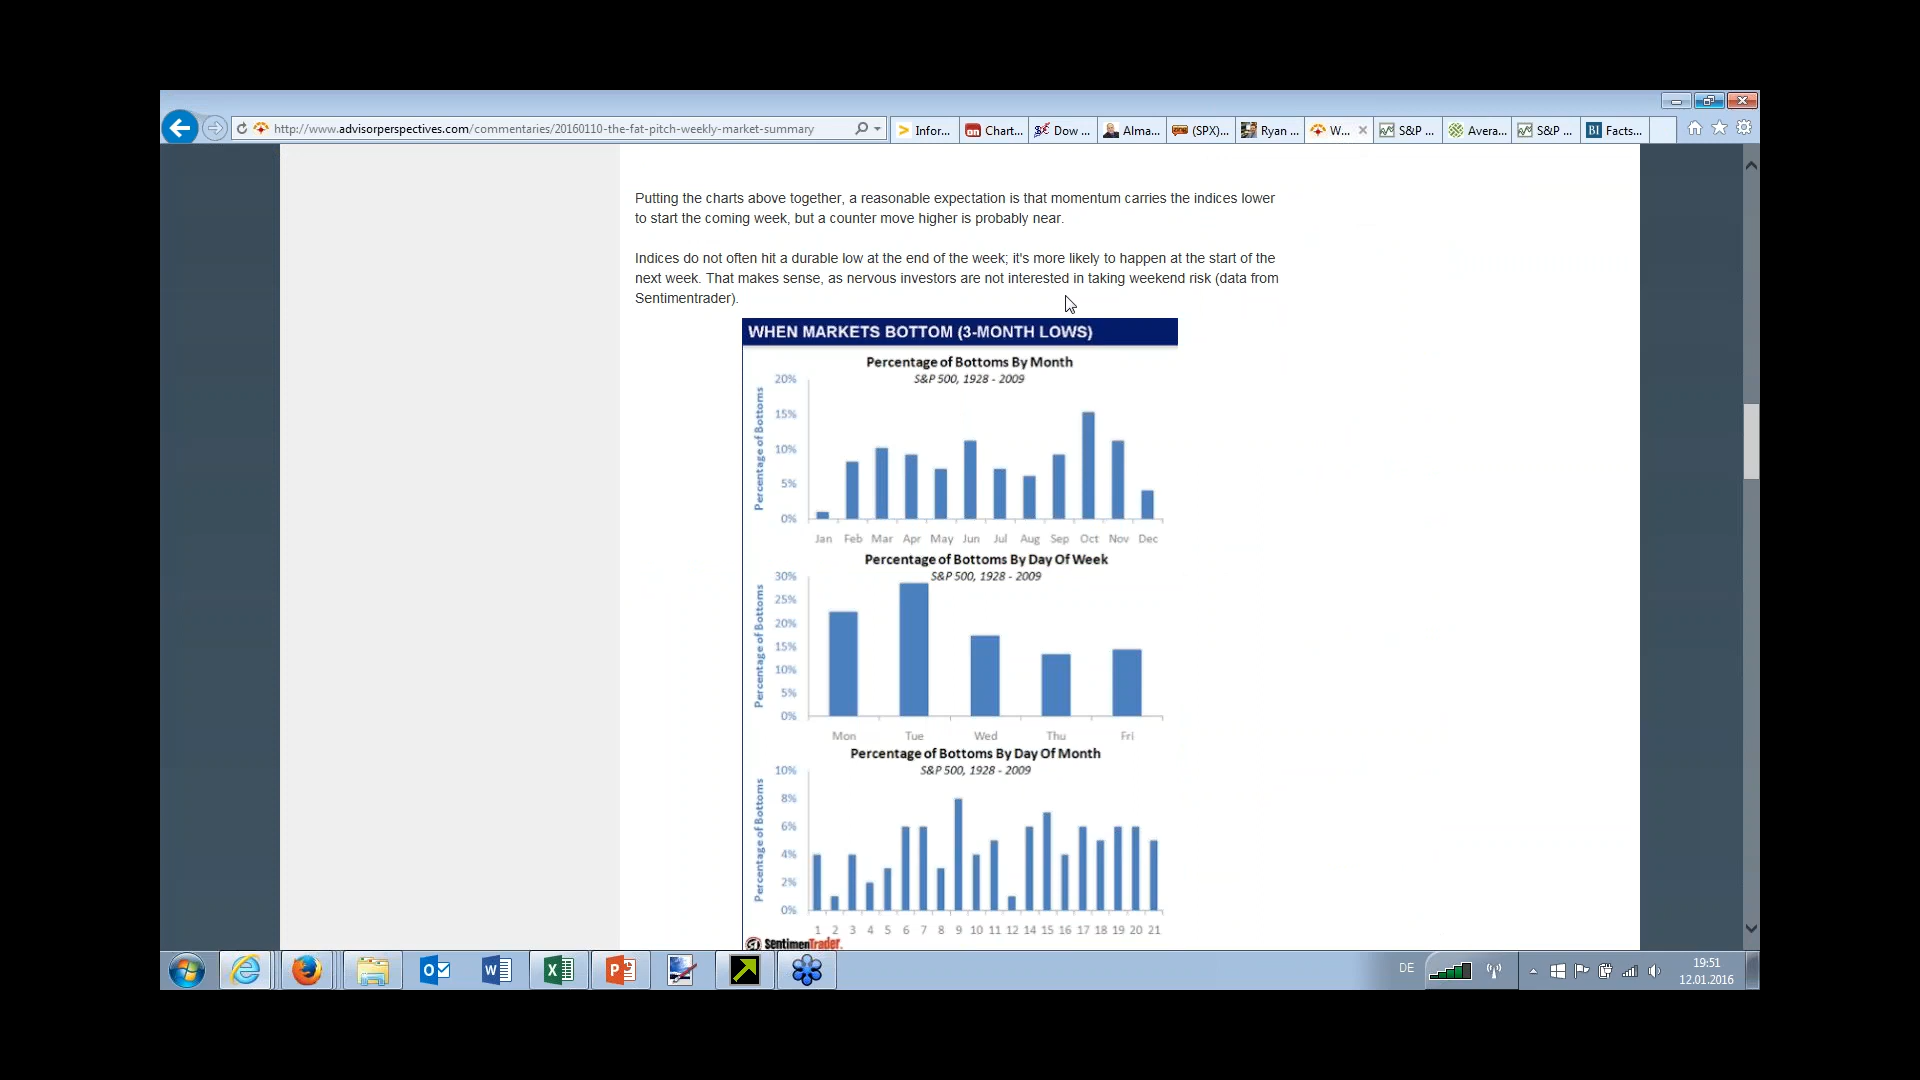 http://www.advisorperspectives.com/commentaries/20160110-the-fat-pitch-weekly-market-summary
Infor... Chart... Dow ... Alma... (SPX)... Ryan ... W... S&P ... Avera... S&P ... BI Facts...
Putting the charts above together, a reasonable expectation is that momentum carries the indices lower
to start the coming week, but a counter move higher is probably near.
Indices do not often hit a durable low at the end of the week; it's more likely to happen at the start of the
next week. That makes sense, as nervous investors are not interested in taking weekend risk (data from
Sentimentrader).
WHEN MARKETS BOTTOM (3-MONTH LOWS)
Percentage of Bottoms By Month
S&P 500, 1928 - 2009
Percentage of Bottoms
20%
15%
10%
5%
0%
Jan Feb Mar Apr May Jun Jul Aug Sep Oct Nov Dec
Percentage of Bottoms By Day Of Week
S&P 500, 1928 - 2009
Percentage of Bottoms
30%
25%
20%
15%
10%
5%
0%
Mon Tue Wed Thu Fri
Percentage of Bottoms By Day Of Month
S&P 500, 1928 - 2009
Percentage of Bottoms
10%
8%
6%
4%
2%
0%
1 2 3 4 5 6 7 8 9 10 11 12 14 15 16 17 18 19 20 21
SentimenTrader.
DE
19:51
12.01.2016